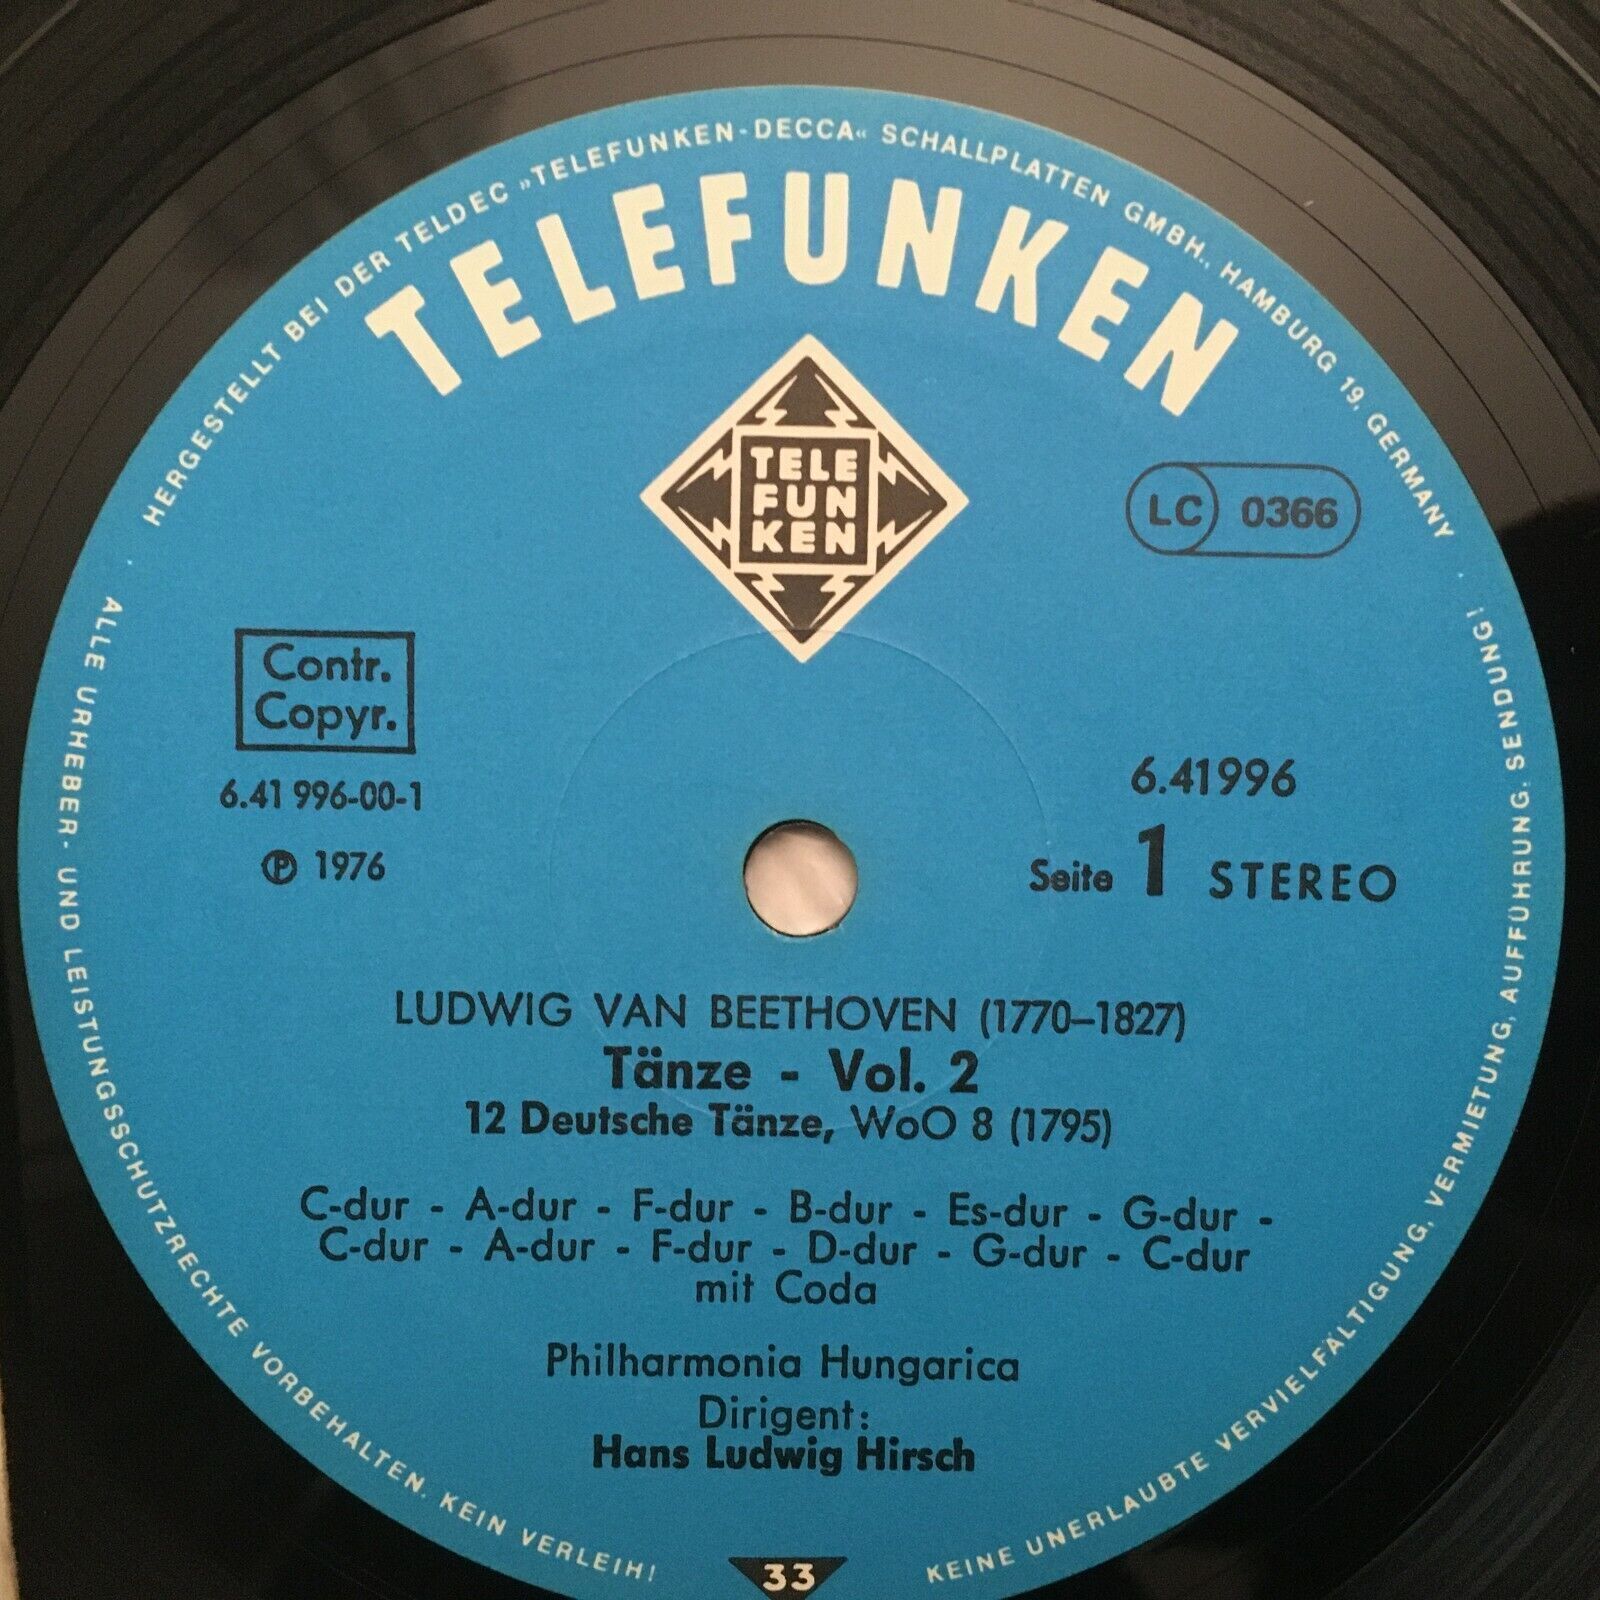 HERGESTELLT BEI DER TELDEC »TELEFUNKEN-DECCA« SCHALLPLATTEN GMBH., HAMBURG 19, GERMANY
TELEFUNKEN
TELE
FUN
KEN
LC 0366
Contr.
Copyr.
6.41 996-00-1
℗ 1976
6.41996
Seite 1 STEREO
LUDWIG VAN BEETHOVEN (1770–1827)
Tänze - Vol. 2
12 Deutsche Tänze, WoO 8 (1795)
C-dur - A-dur - F-dur - B-dur - Es-dur - G-dur -
C-dur - A-dur - F-dur - D-dur - G-dur - C-dur
mit Coda
Philharmonia Hungarica
Dirigent:
Hans Ludwig Hirsch
ALLE URHEBER- UND LEISTUNGSSCHUTZRECHTE VORBEHALTEN. KEIN VERLEIH!
KEINE UNERLAUBTE VERVIELFÄLTIGUNG, VERMIETUNG, AUFFÜHRUNG, SENDUNG!
33